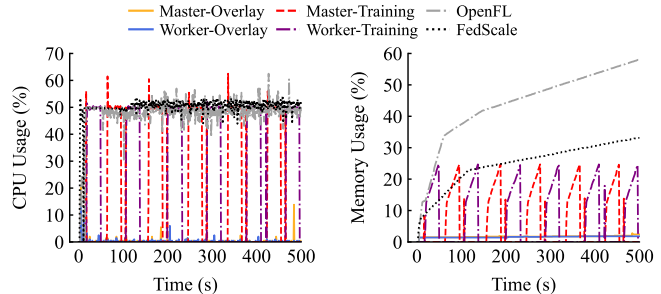 Master-Overlay Master-Training OpenFL
Worker-Overlay Worker-Training FedScale
CPU Usage (%)
70
60
50
40
30
20
10
0
0 100 200 300 400 500
Time (s)
Memory Usage (%)
60
50
40
30
20
10
0
0 100 200 300 400 500
Time (s)